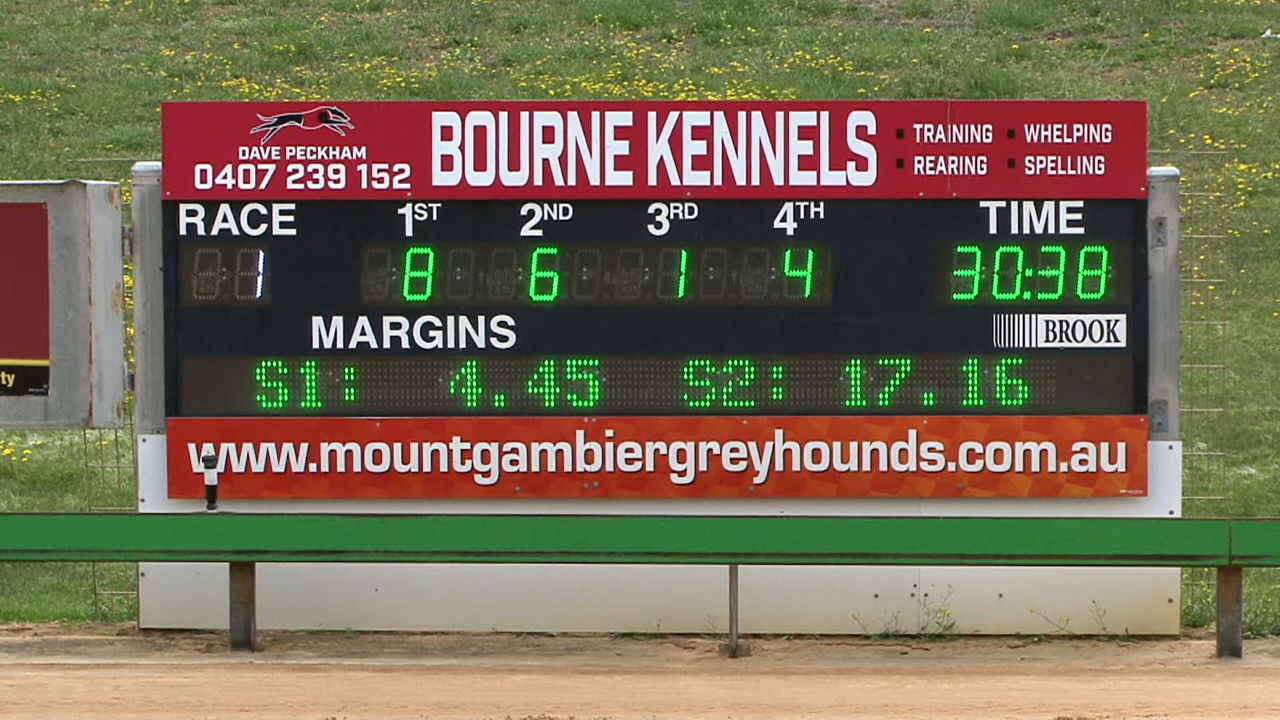 BOURNE KENNELS
DAVE PECKHAM
0407 239 152
TRAINING WHELPING
REARING SPELLING
RACE 1ST 2ND 3RD 4TH TIME
1 8 6 1 4 30:38
MARGINS BROOK
S1: 4.45 S2: 17.16
www.mountgambiergreyhounds.com.au
ty